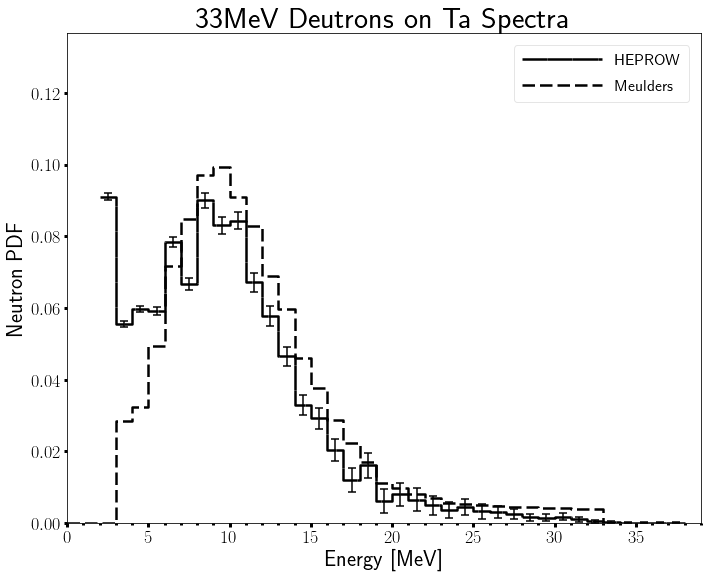 33MeV Deutrons on Ta Spectra
HEPROW
Meulders
Neutron PDF
0.12
0.10
0.08
0.06
0.04
0.02
0.00
0 5 10 15 20 25 30 35
Energy [MeV]